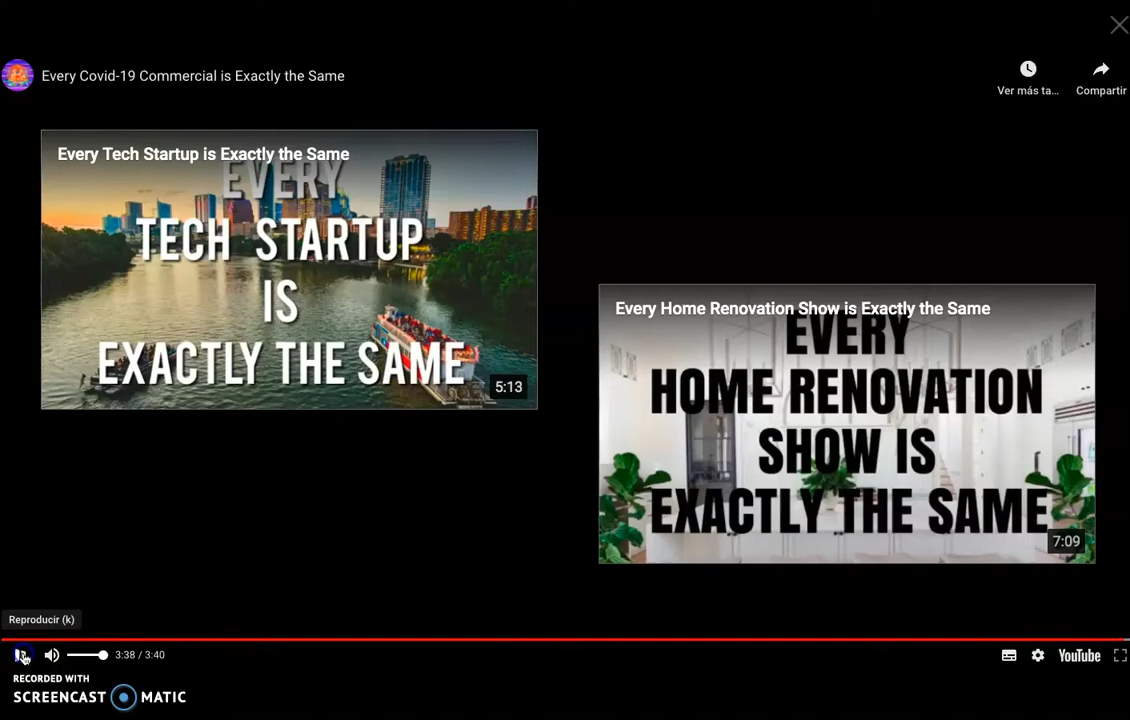 Every Covid-19 Commercial is Exactly the Same
Ver más ta...
Compartir
Every Tech Startup is Exactly the Same
EVERY
TECH STARTUP
IS
EXACTLY THE SAME
5:13
Every Home Renovation Show is Exactly the Same
EVERY
HOME RENOVATION
SHOW IS
EXACTLY THE SAME
7:09
Reproducir (k)
3:38 / 3:40
YouTube
RECORDED WITH
SCREENCAST MATIC